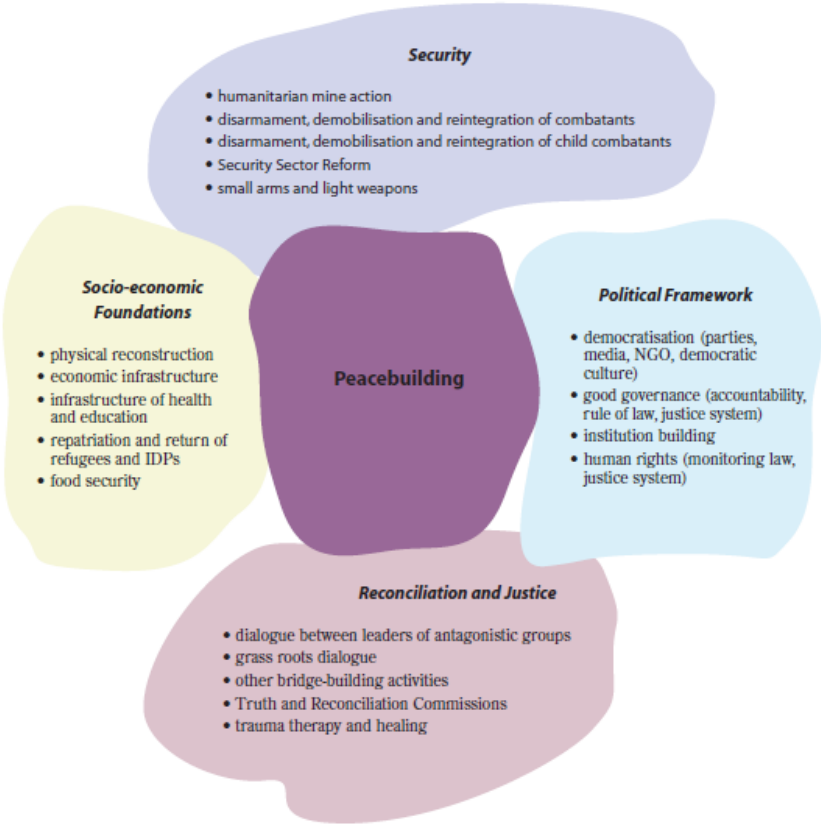 Security
• humanitarian mine action
• disarmament, demobilisation and reintegration of combatants
• disarmament, demobilisation and reintegration of child combatants
• Security Sector Reform
• small arms and light weapons
Socio-economic
Foundations
• physical reconstruction
• economic infrastructure
• infrastructure of health
and education
• repatriation and return of
refugees and IDPs
• food security
Peacebuilding
Political Framework
• democratisation (parties,
media, NGO, democratic
culture)
• good governance (accountability,
rule of law, justice system)
• institution building
• human rights (monitoring law,
justice system)
Reconciliation and Justice
• dialogue between leaders of antagonistic groups
• grass roots dialogue
• other bridge-building activities
• Truth and Reconciliation Commissions
• trauma therapy and healing